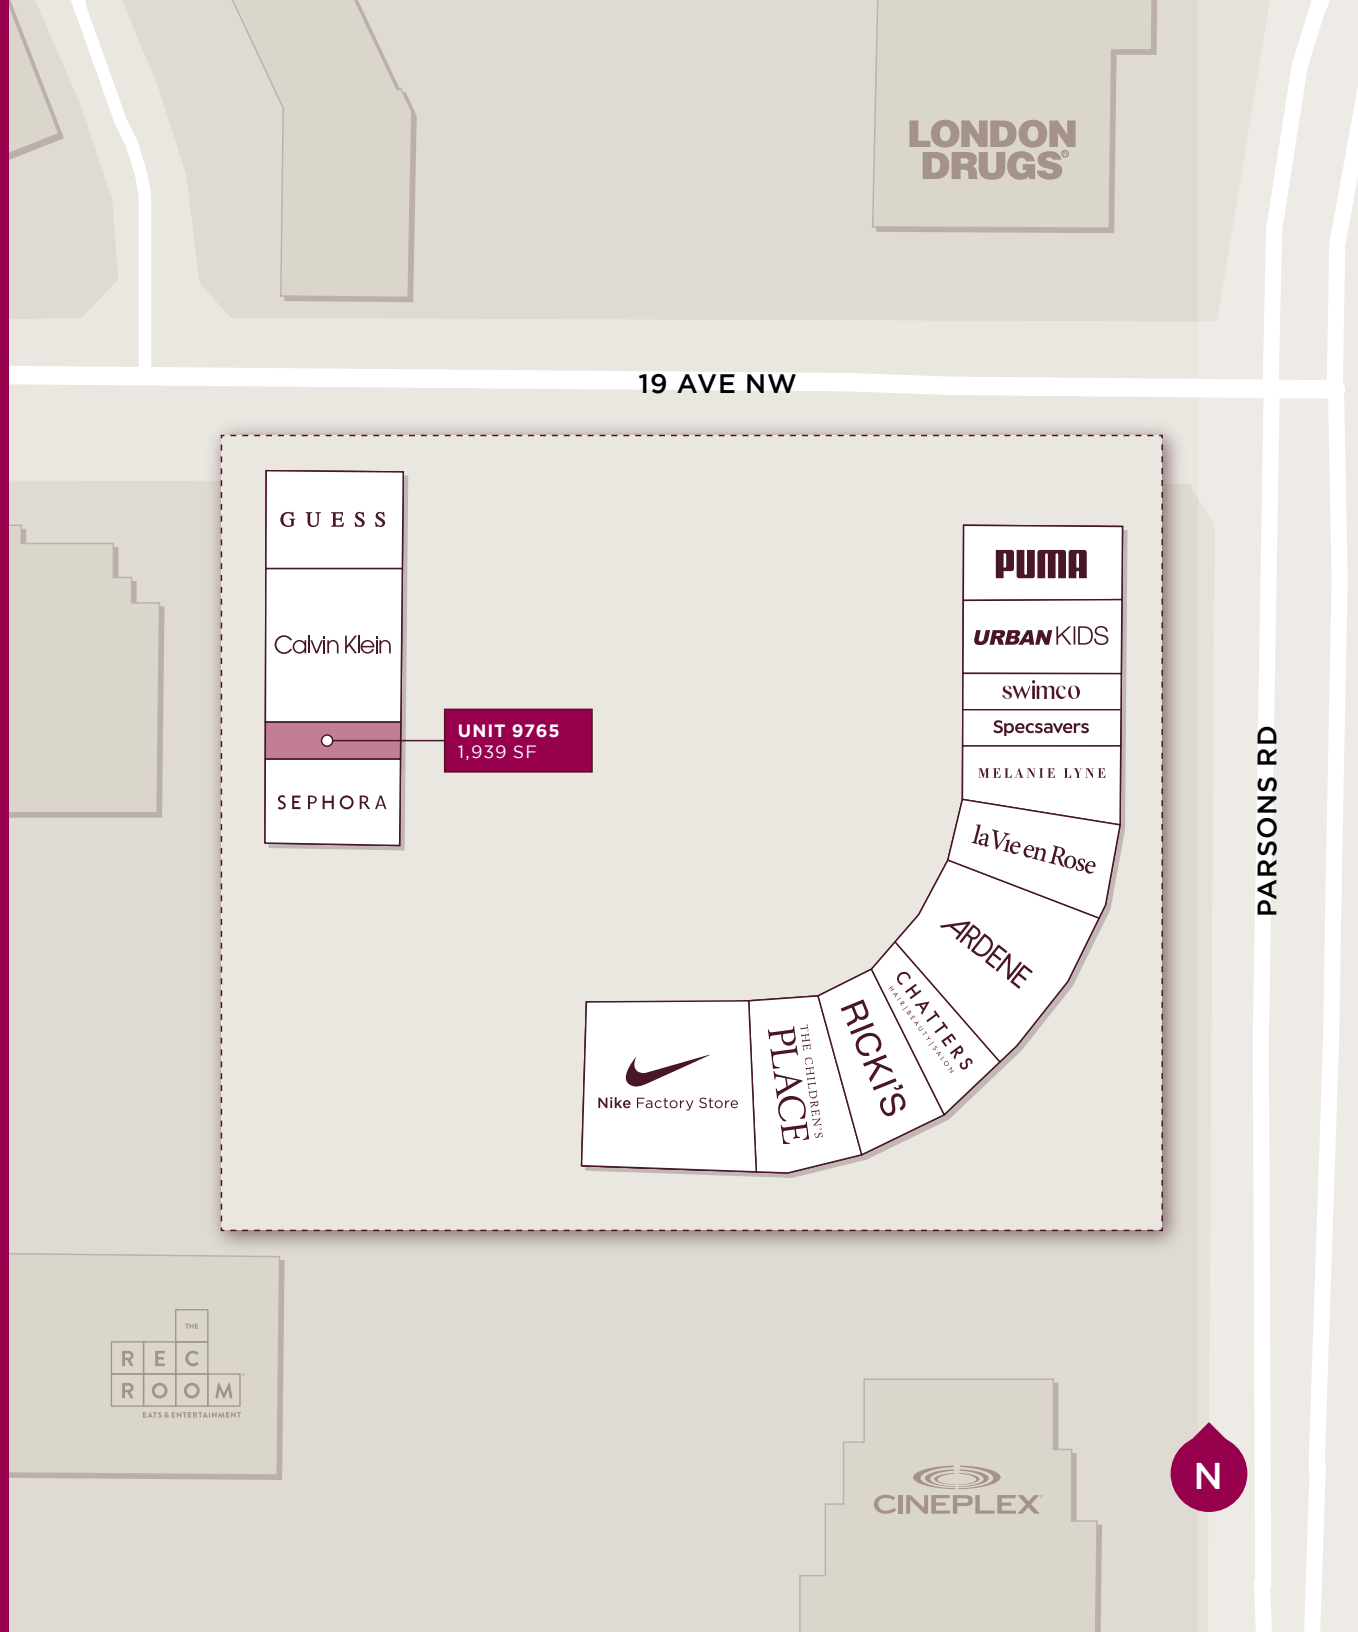 LONDON
DRUGS®
19 AVE NW
GUESS
Calvin Klein
UNIT 9765
1,939 SF
SEPHORA
PUMA
URBAN KIDS
swimco
Specsavers
MELANIE LYNE
la Vie en Rose
ARDENE
CHATTERS
HAIR|BEAUTY|SALON
RICKI'S
THE CHILDREN'S
PLACE
Nike Factory Store
PARSONS RD
THE
REC
ROOM
EATS & ENTERTAINMENT
CINEPLEX
N